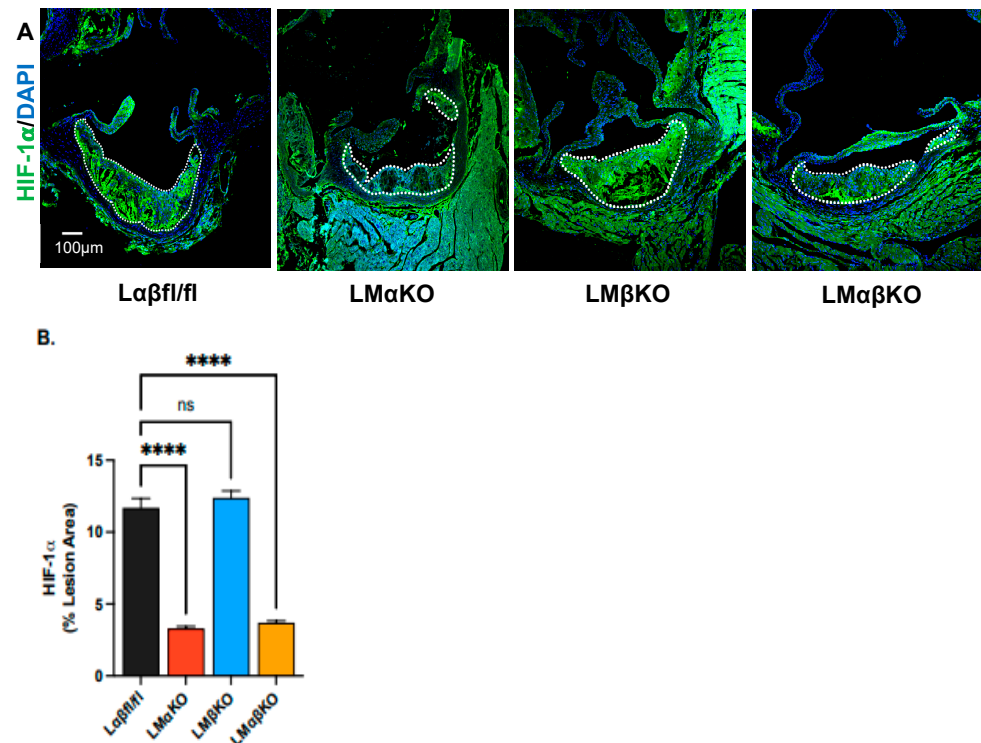 A
HIF-1α/DAPI
100µm
Lαβfl/fl
LMαKO
LMβKO
LMαβKO
B.
****
ns
****
15
10
5
0
HIF-1α
(% Lesion Area)
Lαβfl/fl
LMαKO
LMβKO
LMαβKO